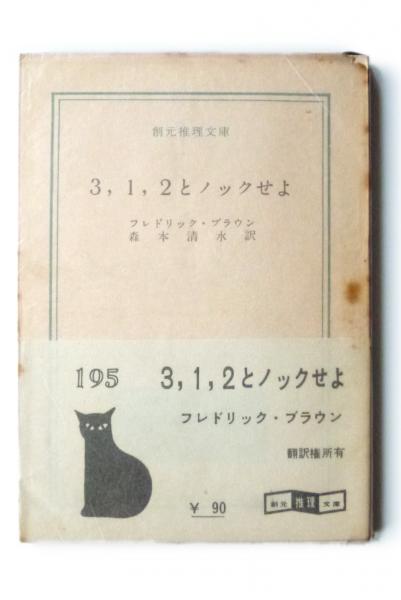 創元推理文庫
3, 1, 2とノックせよ
フレドリック・ブラウン
森本清水訳
195 3, 1, 2とノックせよ
フレドリック・ブラウン
翻訳権所有
¥ 90
創元 推理 文庫